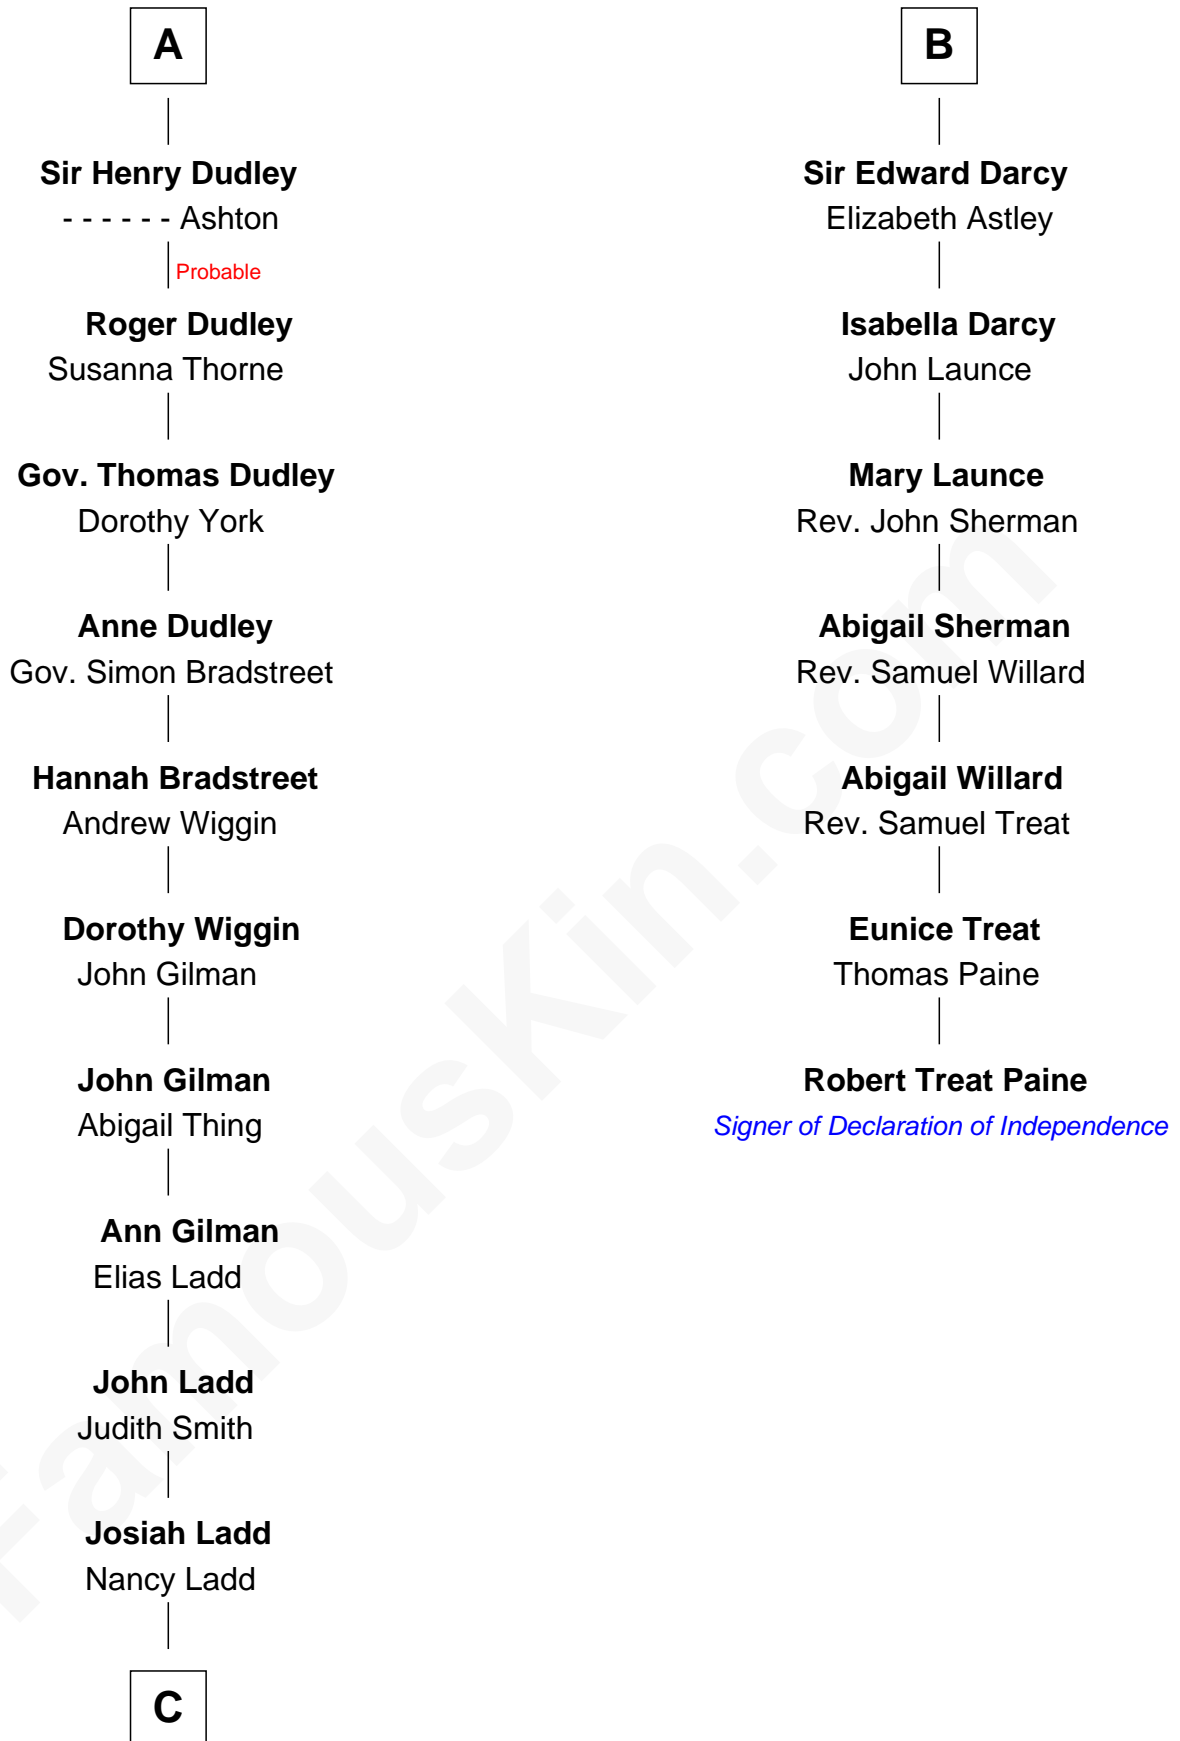 A
Sir Henry Dudley
- - - - - - Ashton
Probable
Roger Dudley
Susanna Thorne
Gov. Thomas Dudley
Dorothy York
Anne Dudley
Gov. Simon Bradstreet
Hannah Bradstreet
Andrew Wiggin
Dorothy Wiggin
John Gilman
John Gilman
Abigail Thing
Ann Gilman
Elias Ladd
John Ladd
Judith Smith
Josiah Ladd
Nancy Ladd
C
B
Sir Edward Darcy
Elizabeth Astley
Isabella Darcy
John Launce
Mary Launce
Rev. John Sherman
Abigail Sherman
Rev. Samuel Willard
Abigail Willard
Rev. Samuel Treat
Eunice Treat
Thomas Paine
Robert Treat Paine
Signer of Declaration of Independence
FamousKin.com